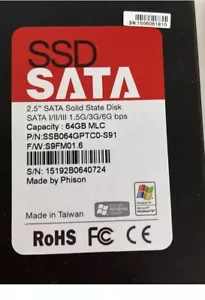 S/N:1506061810
SSD
SATA
2.5" SATA Solid State Disk
SATA I/II/III 1.5G/3G/6G bps
Capacity : 64GB MLC
P/N:SSB064GPTC0-S91
F/W:S9FM01.6
S/N: 15192B0640724
Made by Phison
Made in Taiwan
RoHS FC CE